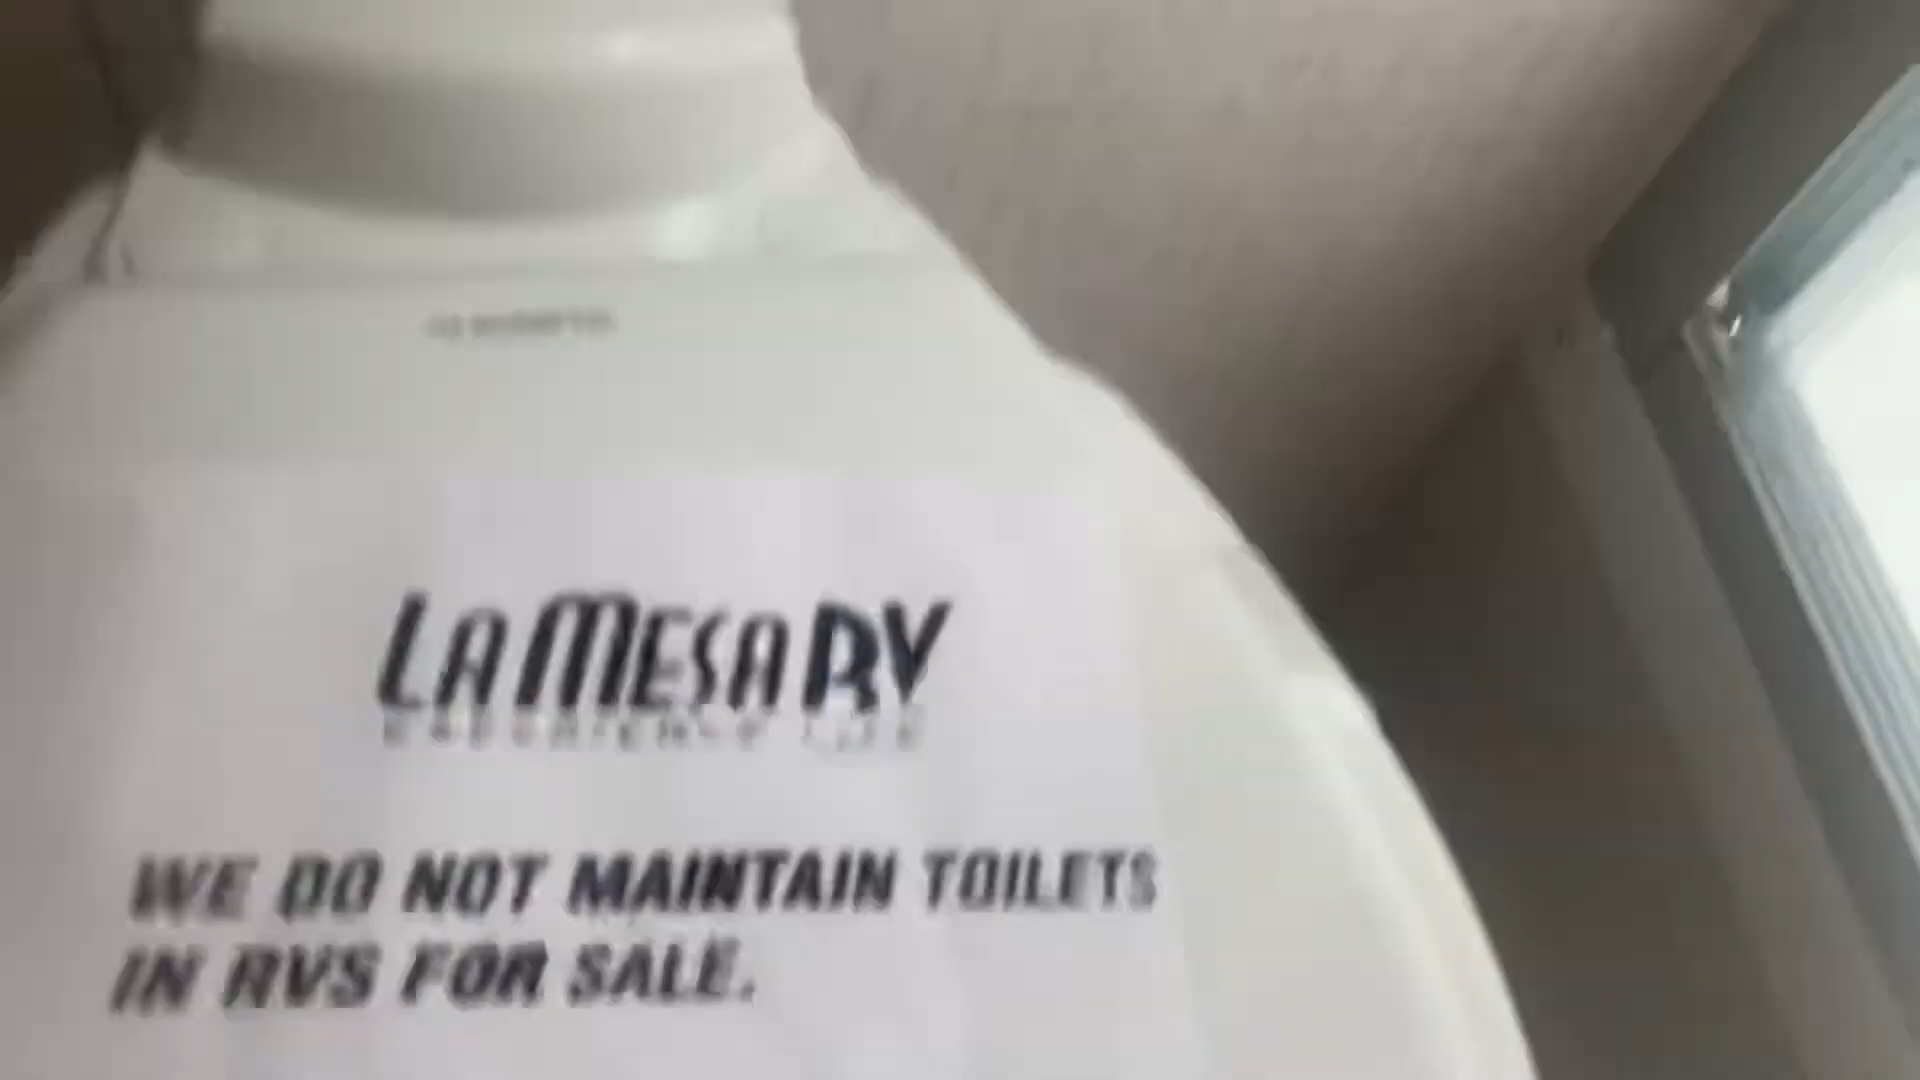 LA MESA RV
WE DO NOT MAINTAIN TOILETS
IN RVS FOR SALE.